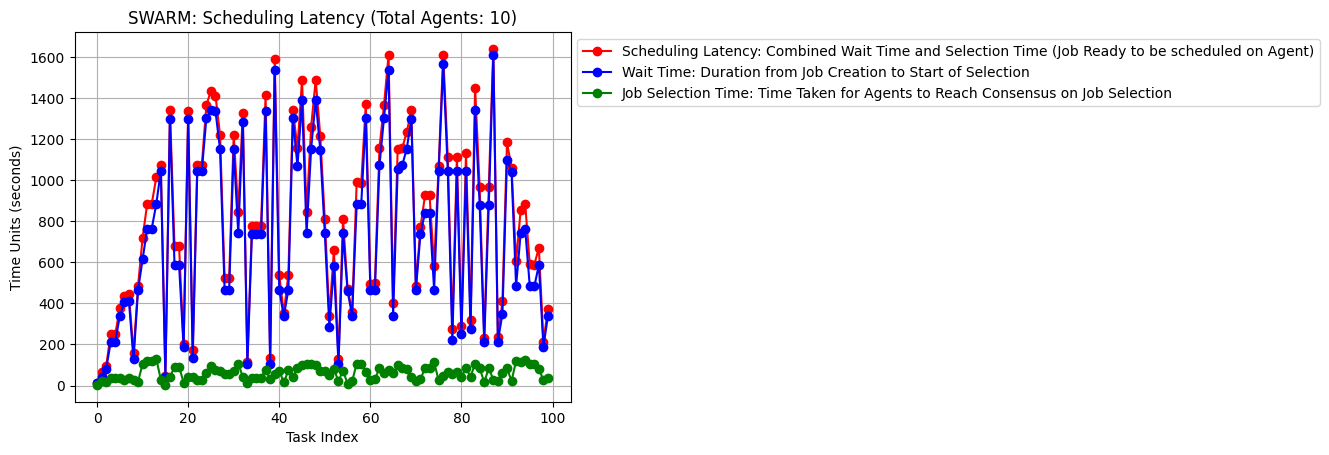 SWARM: Scheduling Latency (Total Agents: 10)
Scheduling Latency: Combined Wait Time and Selection Time (Job Ready to be scheduled on Agent)
Wait Time: Duration from Job Creation to Start of Selection
Job Selection Time: Time Taken for Agents to Reach Consensus on Job Selection
Time Units (seconds)
1600
1400
1200
1000
800
600
400
200
0
0 20 40 60 80 100
Task Index